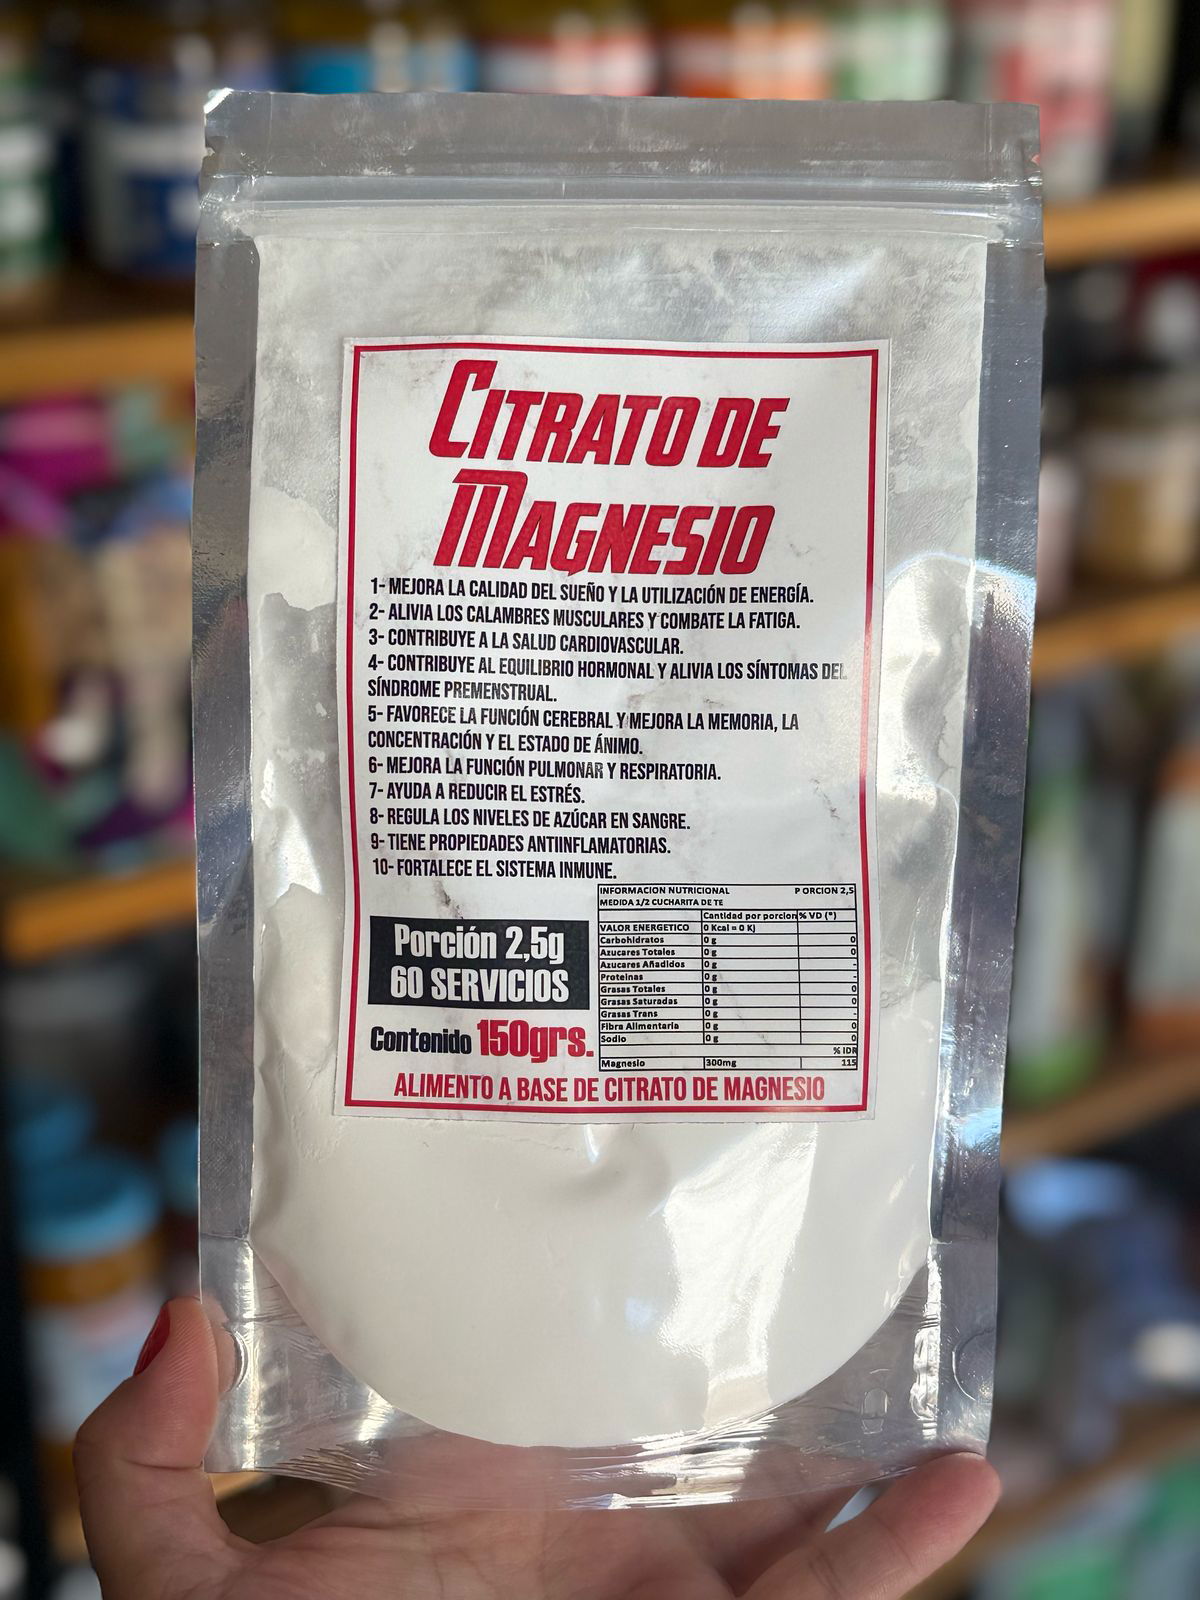 CITRATO DE
MAGNESIO
1- MEJORA LA CALIDAD DEL SUEÑO Y LA UTILIZACIÓN DE ENERGÍA.
2- ALIVIA LOS CALAMBRES MUSCULARES Y COMBATE LA FATIGA.
3- CONTRIBUYE A LA SALUD CARDIOVASCULAR.
4- CONTRIBUYE AL EQUILIBRIO HORMONAL Y ALIVIA LOS SÍNTOMAS DEL
SÍNDROME PREMENSTRUAL.
5- FAVORECE LA FUNCIÓN CEREBRAL Y MEJORA LA MEMORIA, LA
CONCENTRACIÓN Y EL ESTADO DE ÁNIMO.
6- MEJORA LA FUNCIÓN PULMONAR Y RESPIRATORIA.
7- AYUDA A REDUCIR EL ESTRÉS.
8- REGULA LOS NIVELES DE AZÚCAR EN SANGRE.
9- TIENE PROPIEDADES ANTIINFLAMATORIAS.
10- FORTALECE EL SISTEMA INMUNE.
Porción 2,5g
60 SERVICIOS
Contenido 150grs.
INFORMACION NUTRICIONAL P ORCION 2,5
MEDIDA 1/2 CUCHARITA DE TE
Cantidad por porcion % VD (*)
VALOR ENERGETICO 0 Kcal = 0 Kj
Carbohidratos 0 g 0
Azucares Totales 0 g 0
Azucares Añadidos 0 g -
Proteinas 0 g -
Grasas Totales 0 g 0
Grasas Saturadas 0 g 0
Grasas Trans 0 g -
Fibra Alimentaria 0 g 0
Sodio 0 g 0
% IDR
Magnesio 300mg 115
ALIMENTO A BASE DE CITRATO DE MAGNESIO